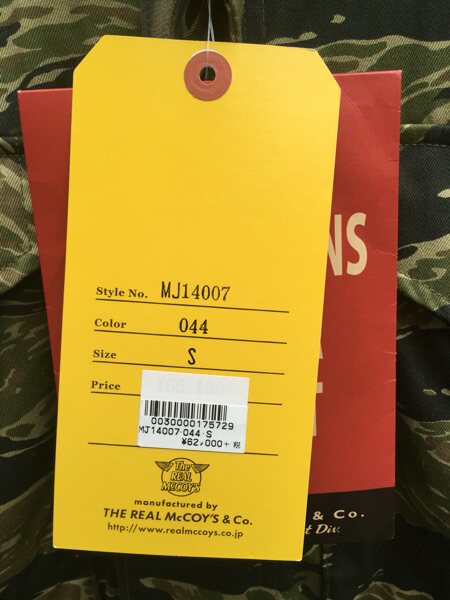 Style No. MJ14007
Color 044
Size S
Price
0030000175729
MJ14007-044-S
¥62,000+税
The
REAL
McCOY'S
manufactured by
THE REAL McCOY'S & Co.
http://www.realmccoys.co.jp
NS
& Co.
t Div.